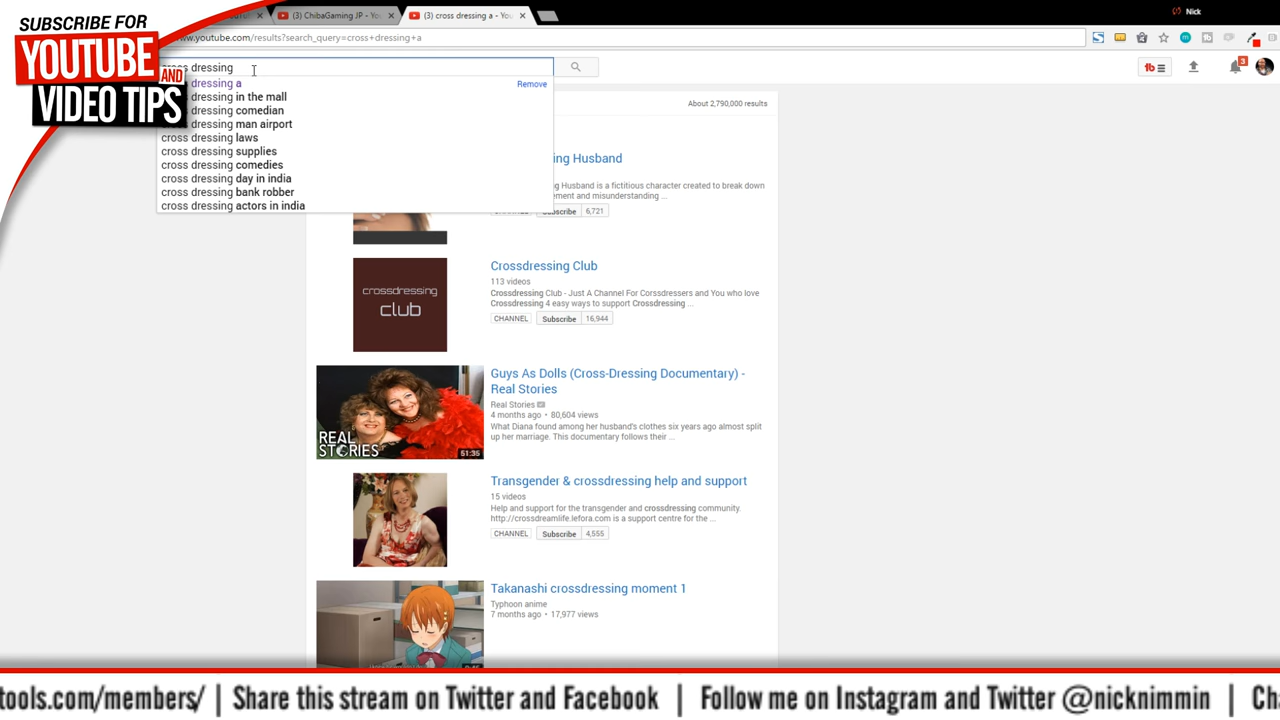 SUBSCRIBE FOR
YOUTUBE
AND
VIDEO TIPS
(3) ChibaGaming JP - Yo
(3) cross dressing a - You
Nick
www.youtube.com/results?search_query=cross+dressing+a
dressing
dressing a
Remove
dressing in the mall
dressing comedian
dressing man airport
cross dressing laws
cross dressing supplies
cross dressing comedies
cross dressing day in india
cross dressing bank robber
cross dressing actors in india
3
About 2,790,000 results
ing Husband
g Husband is a fictitious character created to break down
ement and misunderstanding ...
Subscribe 6,721
crossdressing
club
Crossdressing Club
113 videos
Crossdressing Club - Just A Channel For Corssdressers and You who love
Crossdressing 4 easy ways to support Crossdressing ...
CHANNEL Subscribe 16,944
REAL
STORIES
51:35
Guys As Dolls (Cross-Dressing Documentary) -
Real Stories
Real Stories
4 months ago • 80,604 views
What Diana found among her husband's clothes six years ago almost split
up her marriage. This documentary follows their ...
Transgender & crossdressing help and support
15 videos
Help and support for the transgender and crossdressing community.
http://crossdreamlife.lefora.com is a support centre for the ...
CHANNEL Subscribe 4,555
Takanashi crossdressing moment 1
Typhoon anime
7 months ago • 17,977 views
tools.com/members/ | Share this stream on Twitter and Facebook | Follow me on Instagram and Twitter @nicknimmin | Ch